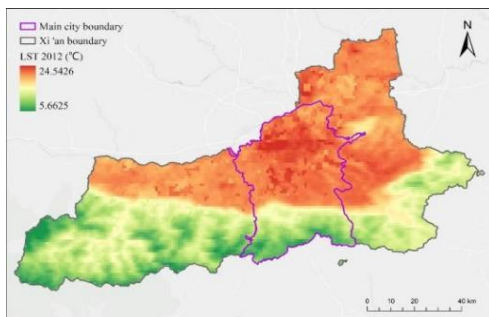 Main city boundary
Xi 'an boundary
LST 2012 (℃)
24.5426
5.6625
N
0 10 20 40 km